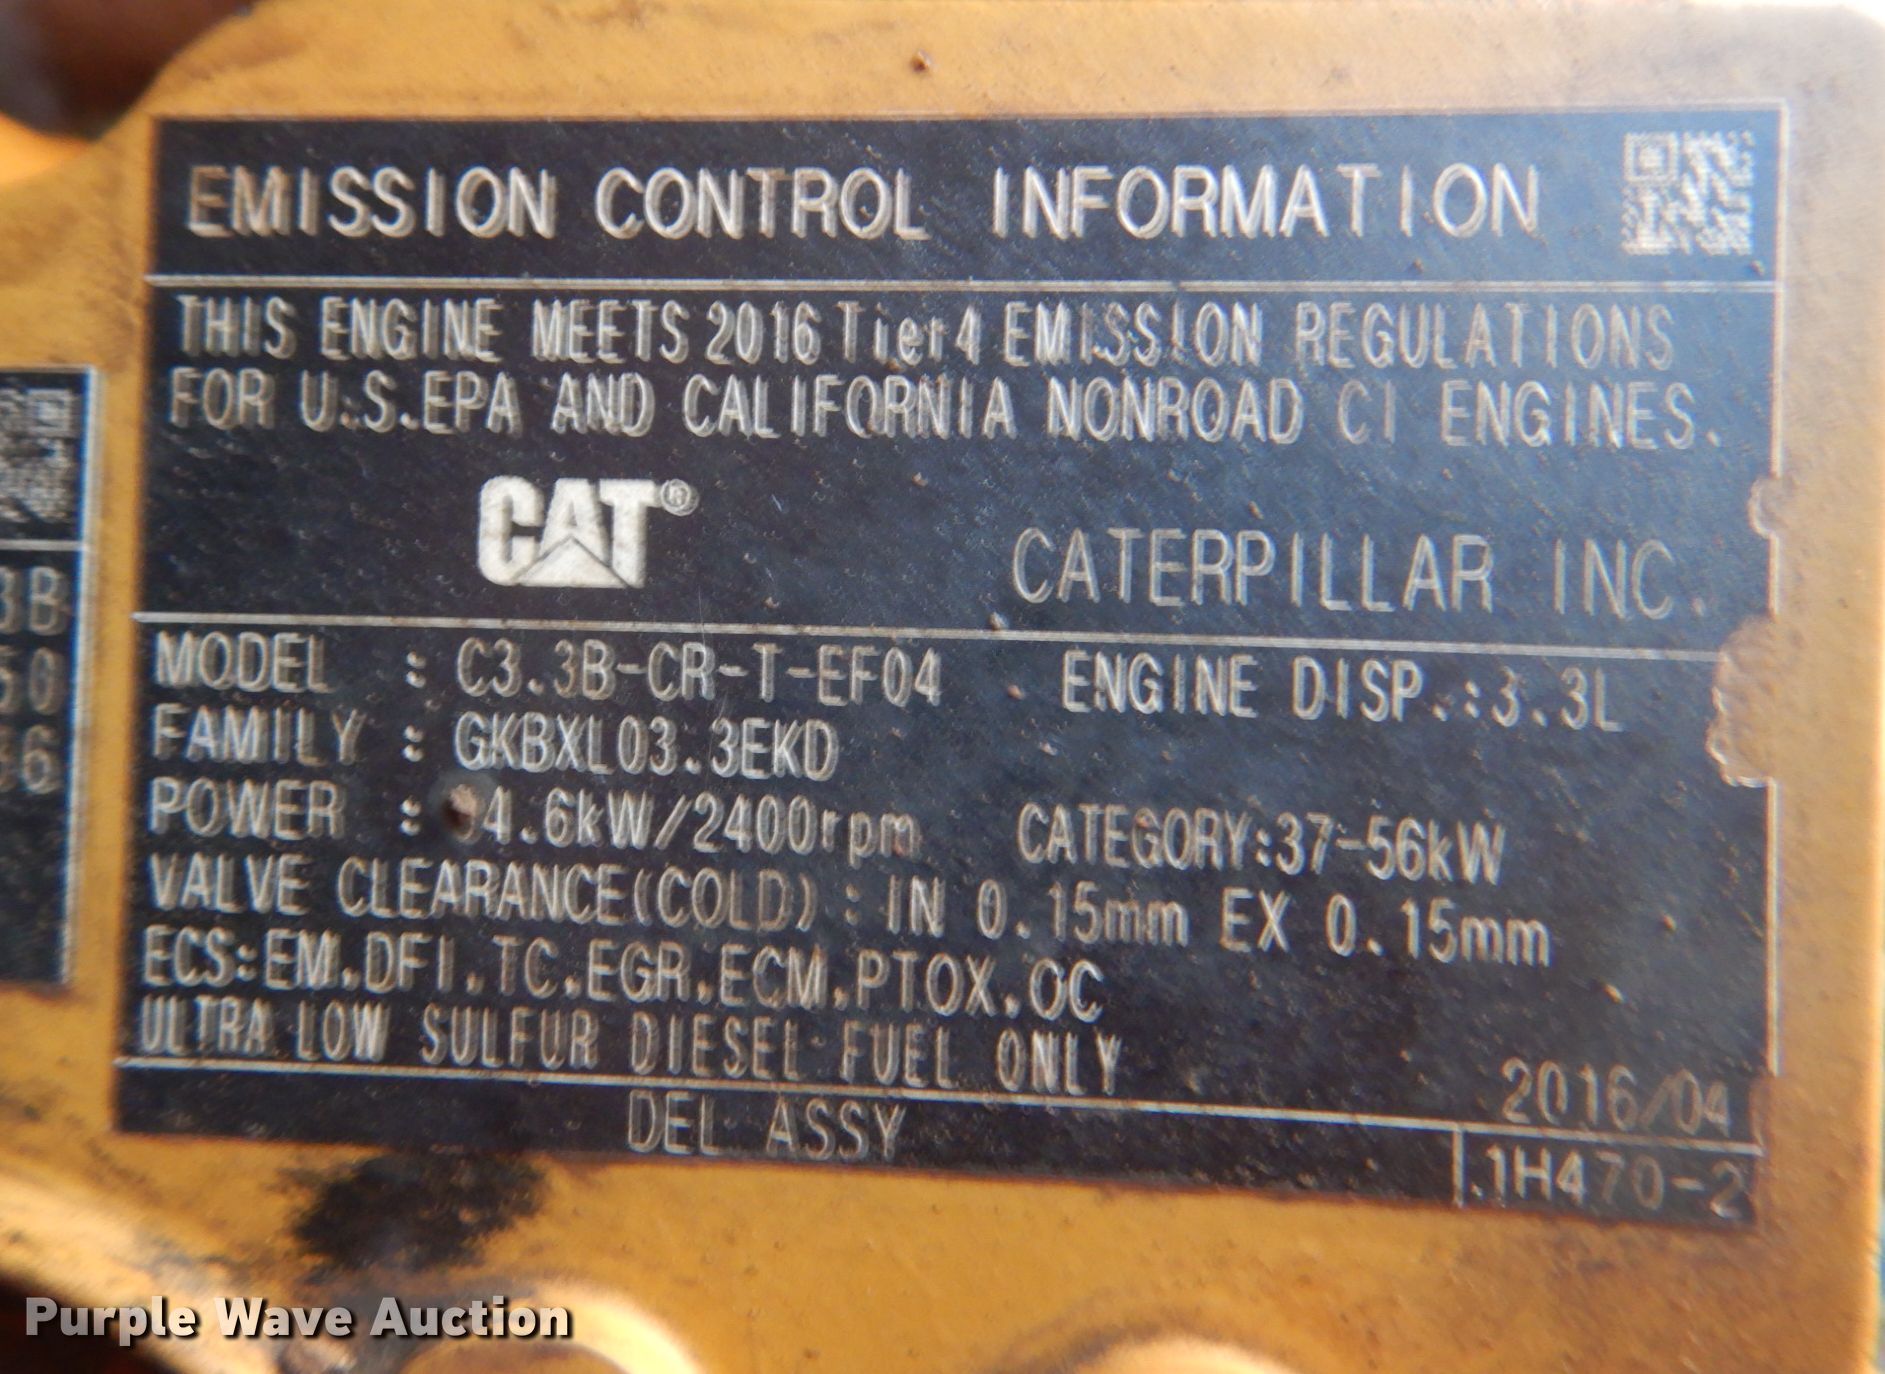 EMISSION CONTROL INFORMATION
THIS ENGINE MEETS 2016 Tier4 EMISSION REGULATIONS
FOR U.S.EPA AND CALIFORNIA NONROAD CI ENGINES.
CAT®
CATERPILLAR INC.
MODEL : C3.3B-CR-T-EF04 ENGINE DISP.:3.3L
FAMILY : GKBXL03.3EKD
POWER : 4.6kW/2400rpm CATEGORY:37-56kW
VALVE CLEARANCE(COLD): IN 0.15mm EX 0.15mm
ECS:EM.DFI.TC.EGR.ECM.PTOX.OC
ULTRA LOW SULFUR DIESEL FUEL ONLY
2016/04
DEL ASSY
1H470-2
3B
50
66
Purple Wave Auction